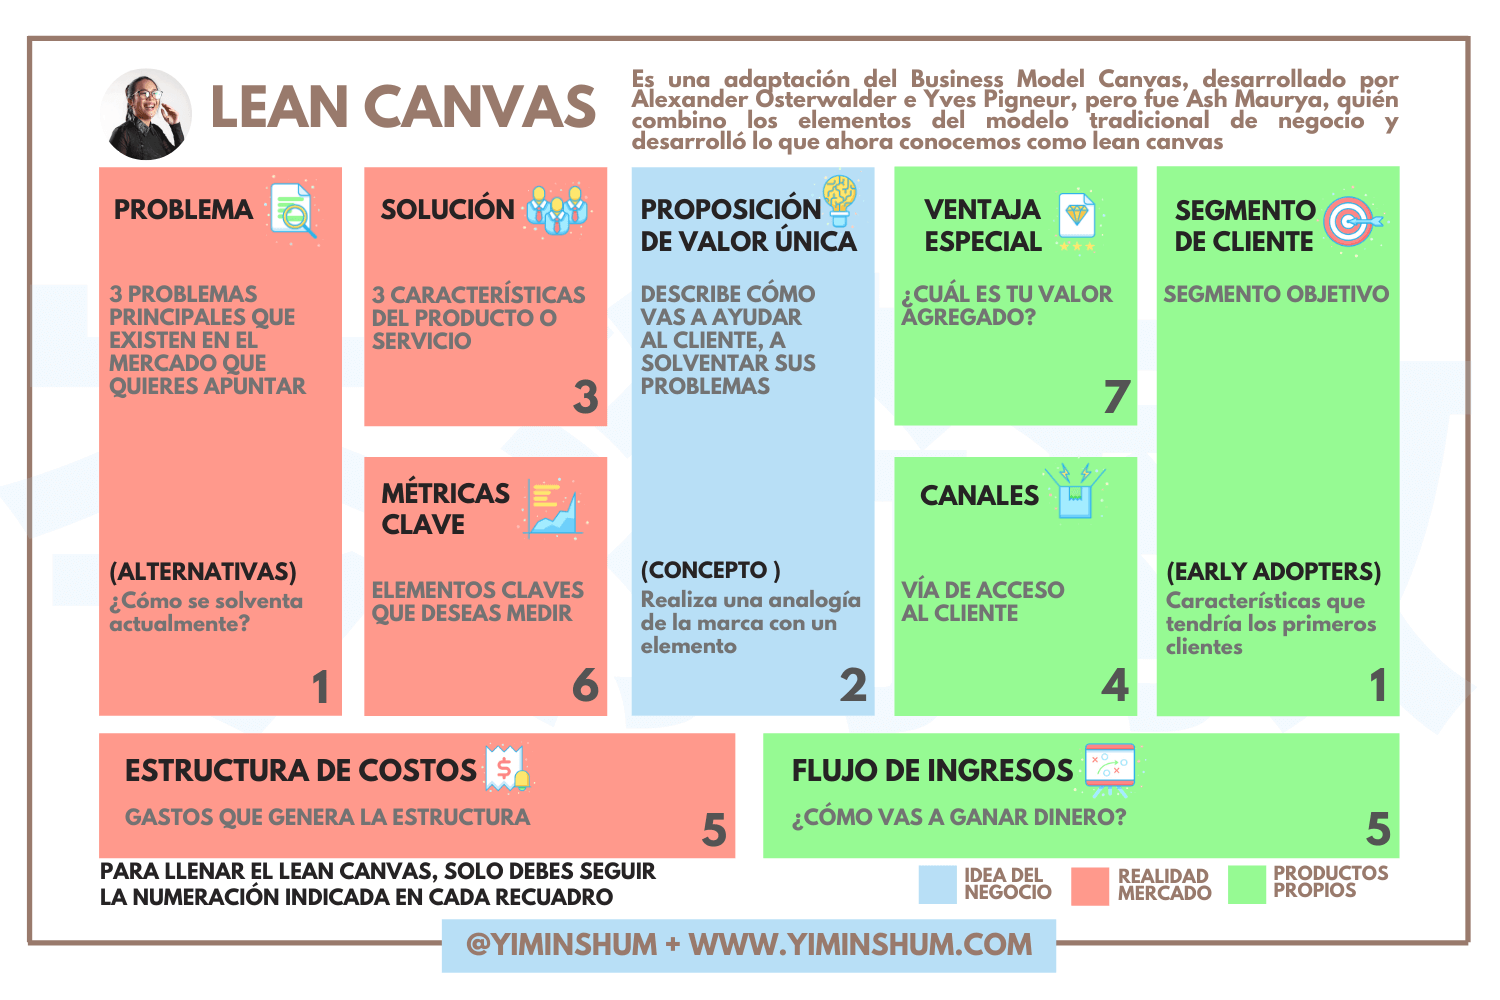 LEAN CANVAS
Es una adaptación del Business Model Canvas, desarrollado por
Alexander Osterwalder e Yves Pigneur, pero fue Ash Maurya, quién
combino los elementos del modelo tradicional de negocio y
desarrolló lo que ahora conocemos como lean canvas
PROBLEMA
3 PROBLEMAS
PRINCIPALES QUE
EXISTEN EN EL
MERCADO QUE
QUIERES APUNTAR
(ALTERNATIVAS)
¿Cómo se solventa
actualmente?
1
SOLUCIÓN
3 CARACTERÍSTICAS
DEL PRODUCTO O
SERVICIO
3
MÉTRICAS
CLAVE
ELEMENTOS CLAVES
QUE DESEAS MEDIR
6
PROPOSICIÓN
DE VALOR ÚNICA
DESCRIBE CÓMO
VAS A AYUDAR
AL CLIENTE, A
SOLVENTAR SUS
PROBLEMAS
(CONCEPTO )
Realiza una analogía
de la marca con un
elemento
2
VENTAJA
ESPECIAL
¿CUÁL ES TU VALOR
AGREGADO?
7
CANALES
VÍA DE ACCESO
AL CLIENTE
4
SEGMENTO
DE CLIENTE
SEGMENTO OBJETIVO
(EARLY ADOPTERS)
Características que
tendría los primeros
clientes
1
ESTRUCTURA DE COSTOS
$
GASTOS QUE GENERA LA ESTRUCTURA
5
FLUJO DE INGRESOS
¿CÓMO VAS A GANAR DINERO?
5
PARA LLENAR EL LEAN CANVAS, SOLO DEBES SEGUIR
LA NUMERACIÓN INDICADA EN CADA RECUADRO
IDEA DEL
NEGOCIO
REALIDAD
MERCADO
PRODUCTOS
PROPIOS
@YIMINSHUM + WWW.YIMINSHUM.COM